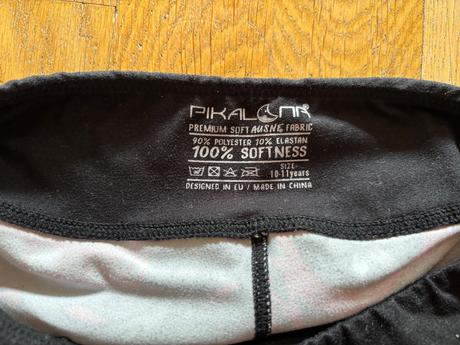 PIKALOnR®
PREMIUM SOFT AUSNE FABRIC
90% POLYESTER 10% ELASTAN
100% SOFTNESS
SIZE:
10-11years
DESIGNED IN EU / MADE IN CHINA